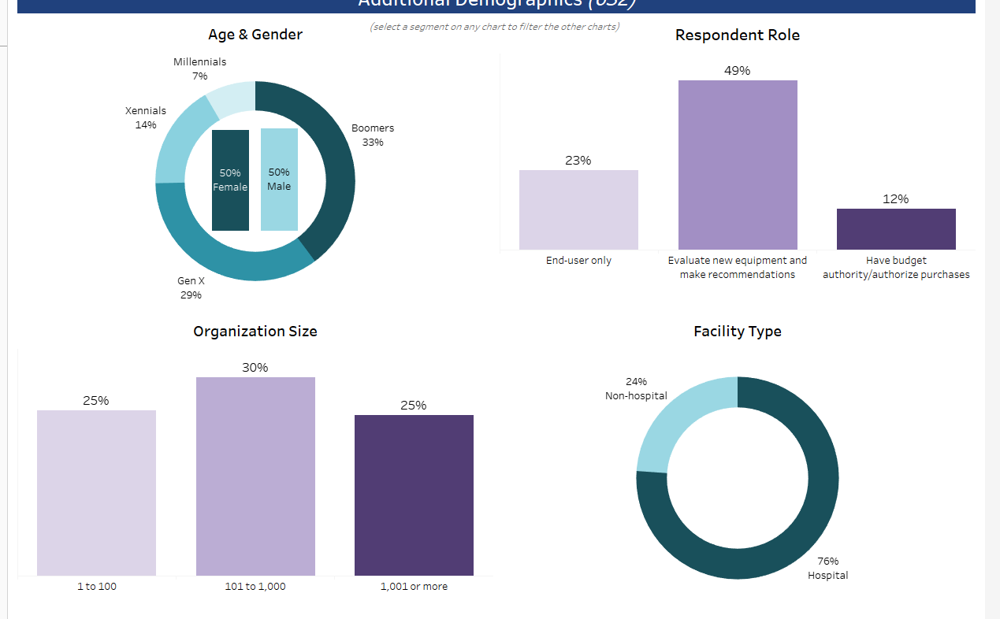 Additional Demographics (632)
(select a segment on any chart to filter the other charts)
Age & Gender
Millennials
7%
Xennials
14%
Boomers
33%
50%
Female
50%
Male
Gen X
29%
Respondent Role
49%
23%
12%
End-user only
Evaluate new equipment and
make recommendations
Have budget
authority/authorize purchases
Organization Size
30%
25%
25%
1 to 100
101 to 1,000
1,001 or more
Facility Type
24%
Non-hospital
76%
Hospital